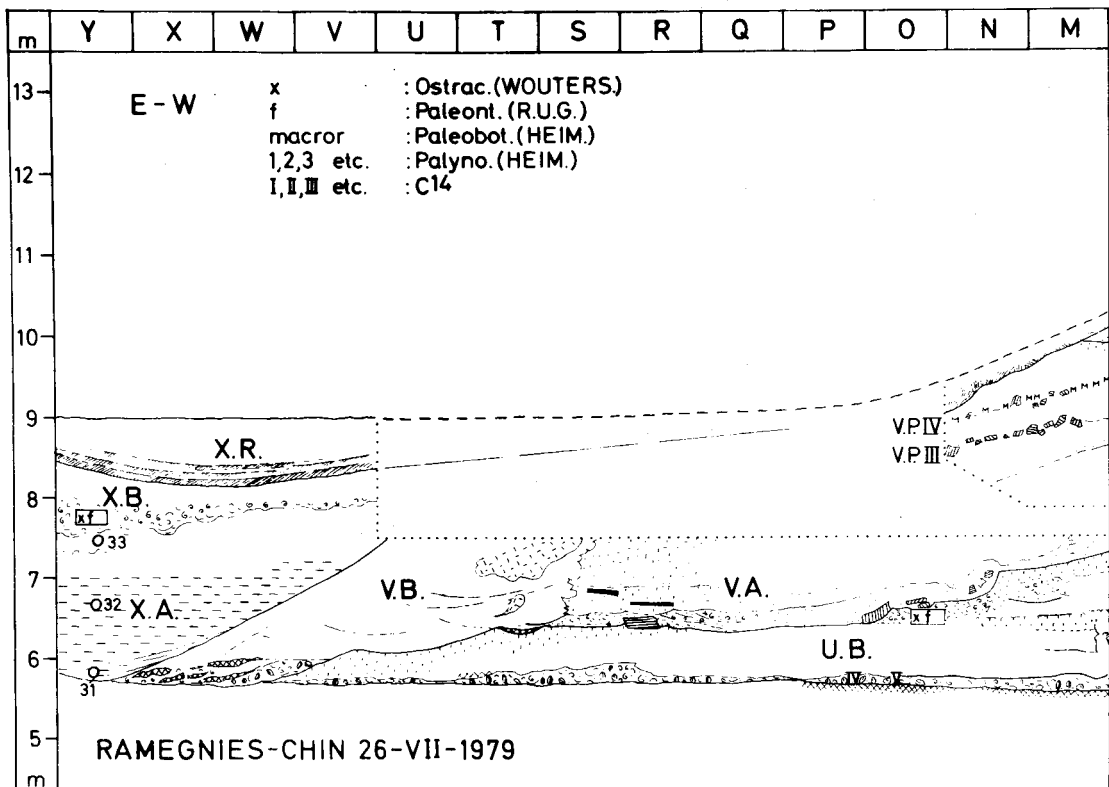 m Y X W V U T S R Q P O N M
13
E-W
x : Ostrac.(WOUTERS.)
f : Paleont.(R.U.G.)
macror : Paleobot.(HEIM.)
1,2,3 etc. : Palyno.(HEIM.)
I,II,III etc. : C14
12
11
10
9
V.P.IV
X.R.
V.P.III
8
X.B.
xf
33
7
V.B.
V.A.
32
X.A.
xf
6
U.B.
31
IV V
5
RAMEGNIES-CHIN 26-VII-1979
m